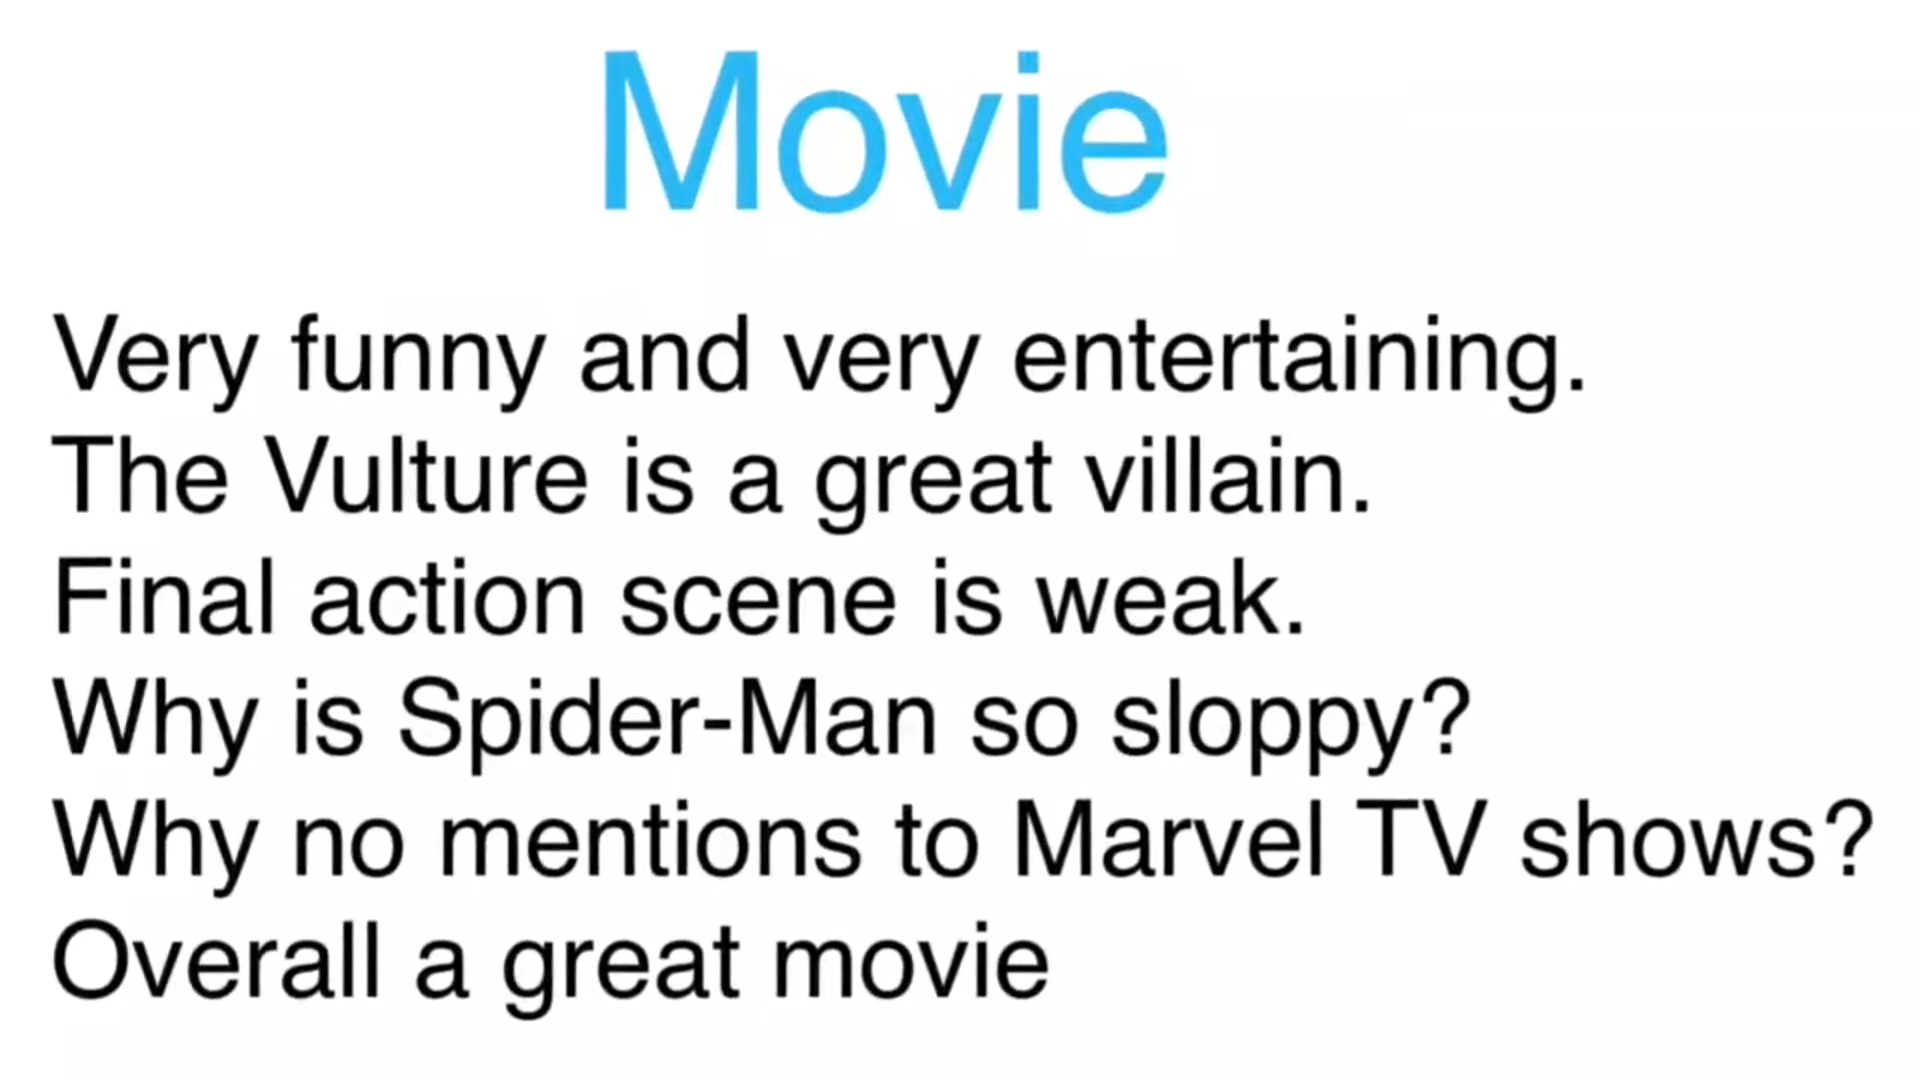 Movie
Very funny and very entertaining.
The Vulture is a great villain.
Final action scene is weak.
Why is Spider-Man so sloppy?
Why no mentions to Marvel TV shows?
Overall a great movie